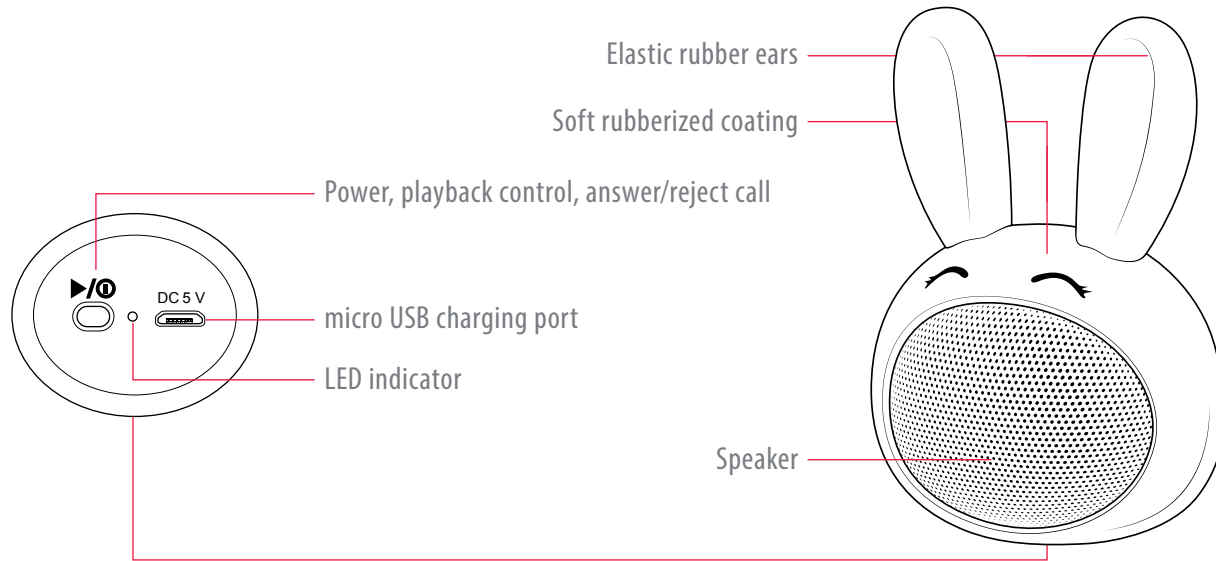 Elastic rubber ears
Soft rubberized coating
Power, playback control, answer/reject call
DC 5 V
micro USB charging port
LED indicator
Speaker